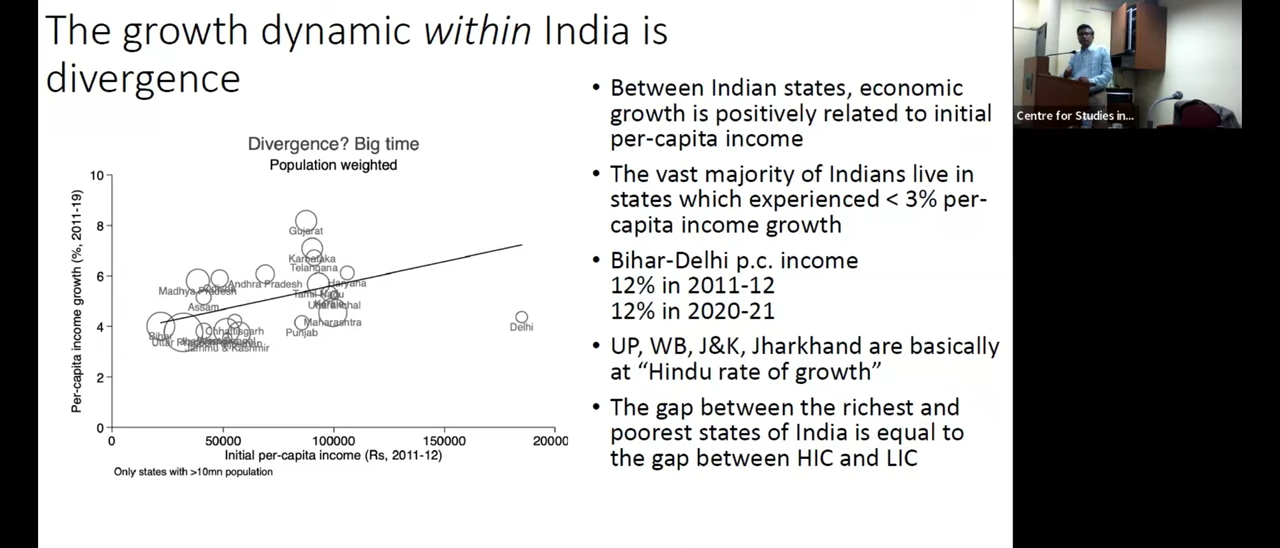 The growth dynamic within India is
divergence
Divergence? Big time
Population weighted
Per-capita income growth (%, 2011-19)
10
8
6
4
2
0
Gujarat
Karnataka
Telangana
Andhra Pradesh
Haryana
Madhya Pradesh
Tamil Nadu
Assam
Uttarakhand
Maharashtra
Delhi
Punjab
Chhattisgarh
Bihar
Uttar
Jammu & Kashmir
0
50000
100000
150000
20000
Initial per-capita income (Rs, 2011-12)
Only states with >10mn population
• Between Indian states, economic
growth is positively related to initial
per-capita income
• The vast majority of Indians live in
states which experienced < 3% per-
capita income growth
• Bihar-Delhi p.c. income
12% in 2011-12
12% in 2020-21
• UP, WB, J&K, Jharkhand are basically
at “Hindu rate of growth”
• The gap between the richest and
poorest states of India is equal to
the gap between HIC and LIC
Centre for Studies in...